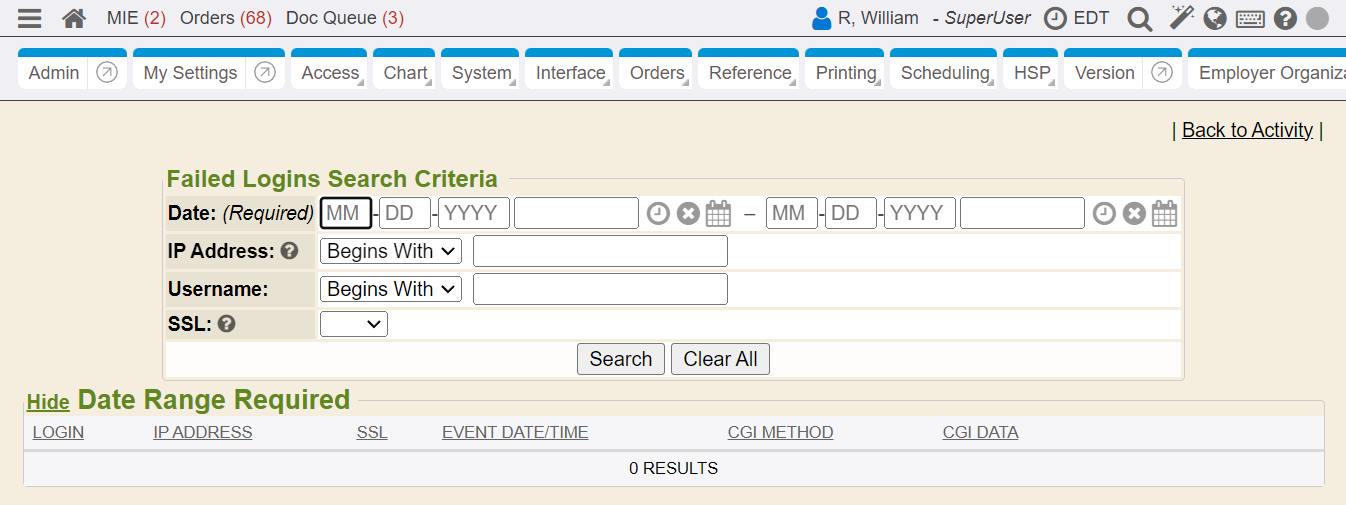 MIE (2) Orders (68) Doc Queue (3) R, William - SuperUser EDT
Admin My Settings Access Chart System Interface Orders Reference Printing Scheduling HSP Version Employer Organiza
| Back to Activity |
Failed Logins Search Criteria
Date: (Required) MM - DD - YYYY – MM - DD - YYYY
IP Address: Begins With
Username: Begins With
SSL:
Search Clear All
Hide Date Range Required
LOGIN IP ADDRESS SSL EVENT DATE/TIME CGI METHOD CGI DATA
0 RESULTS